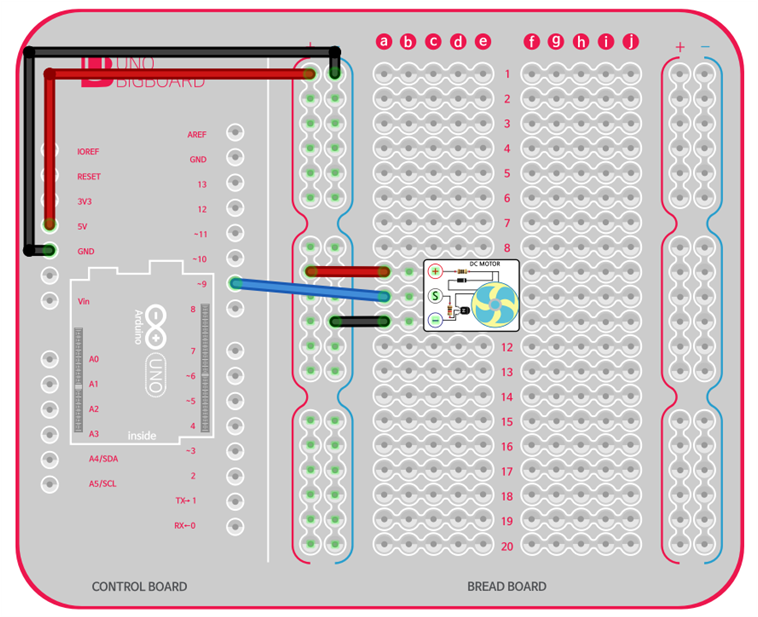 UNO
BIGBOARD
+
a b c d e
f g h i j
+ −
1
2
3
4
5
6
7
8
12
13
14
15
16
17
18
19
20
IOREF
RESET
3V3
5V
GND
Vin
A0
A1
A2
A3
A4/SDA
A5/SCL
AREF
GND
13
12
~11
~10
~9
8
7
~6
~5
4
~3
2
TX→1
RX←0
Arduino
UNO
inside
DC MOTOR
+
S
−
CONTROL BOARD
BREAD BOARD